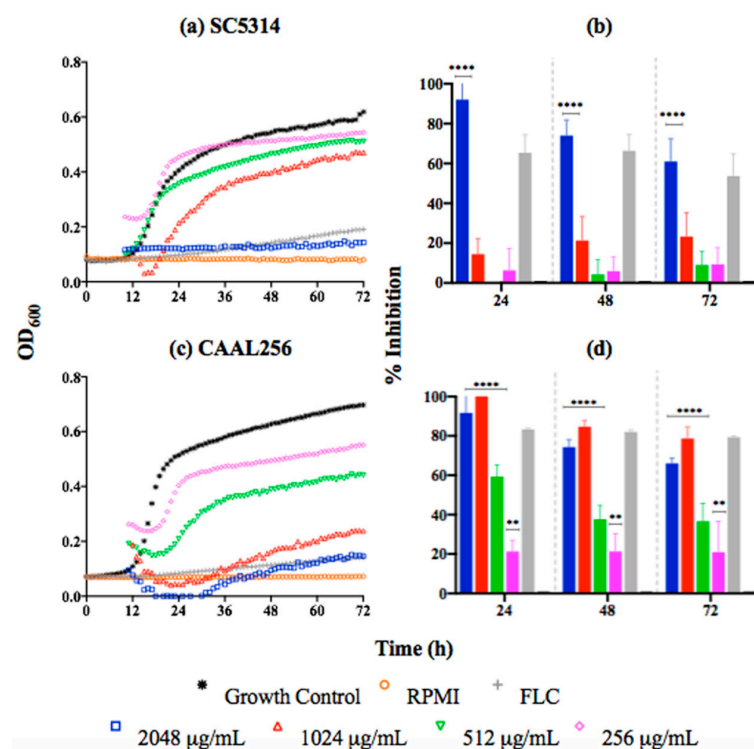 (a) SC5314
(b)
OD600
0.8
0.6
0.4
0.2
0.0
0 12 24 36 48 60 72
% Inhibition
100
80
60
40
20
0
**** **** ****
24 48 72
(c) CAAL256
(d)
0.8
0.6
0.4
0.2
0.0
0 12 24 36 48 60 72
100
80
60
40
20
0
**** **** ****
** ** **
24 48 72
Time (h)
Growth Control RPMI FLC
2048 µg/mL 1024 µg/mL 512 µg/mL 256 µg/mL